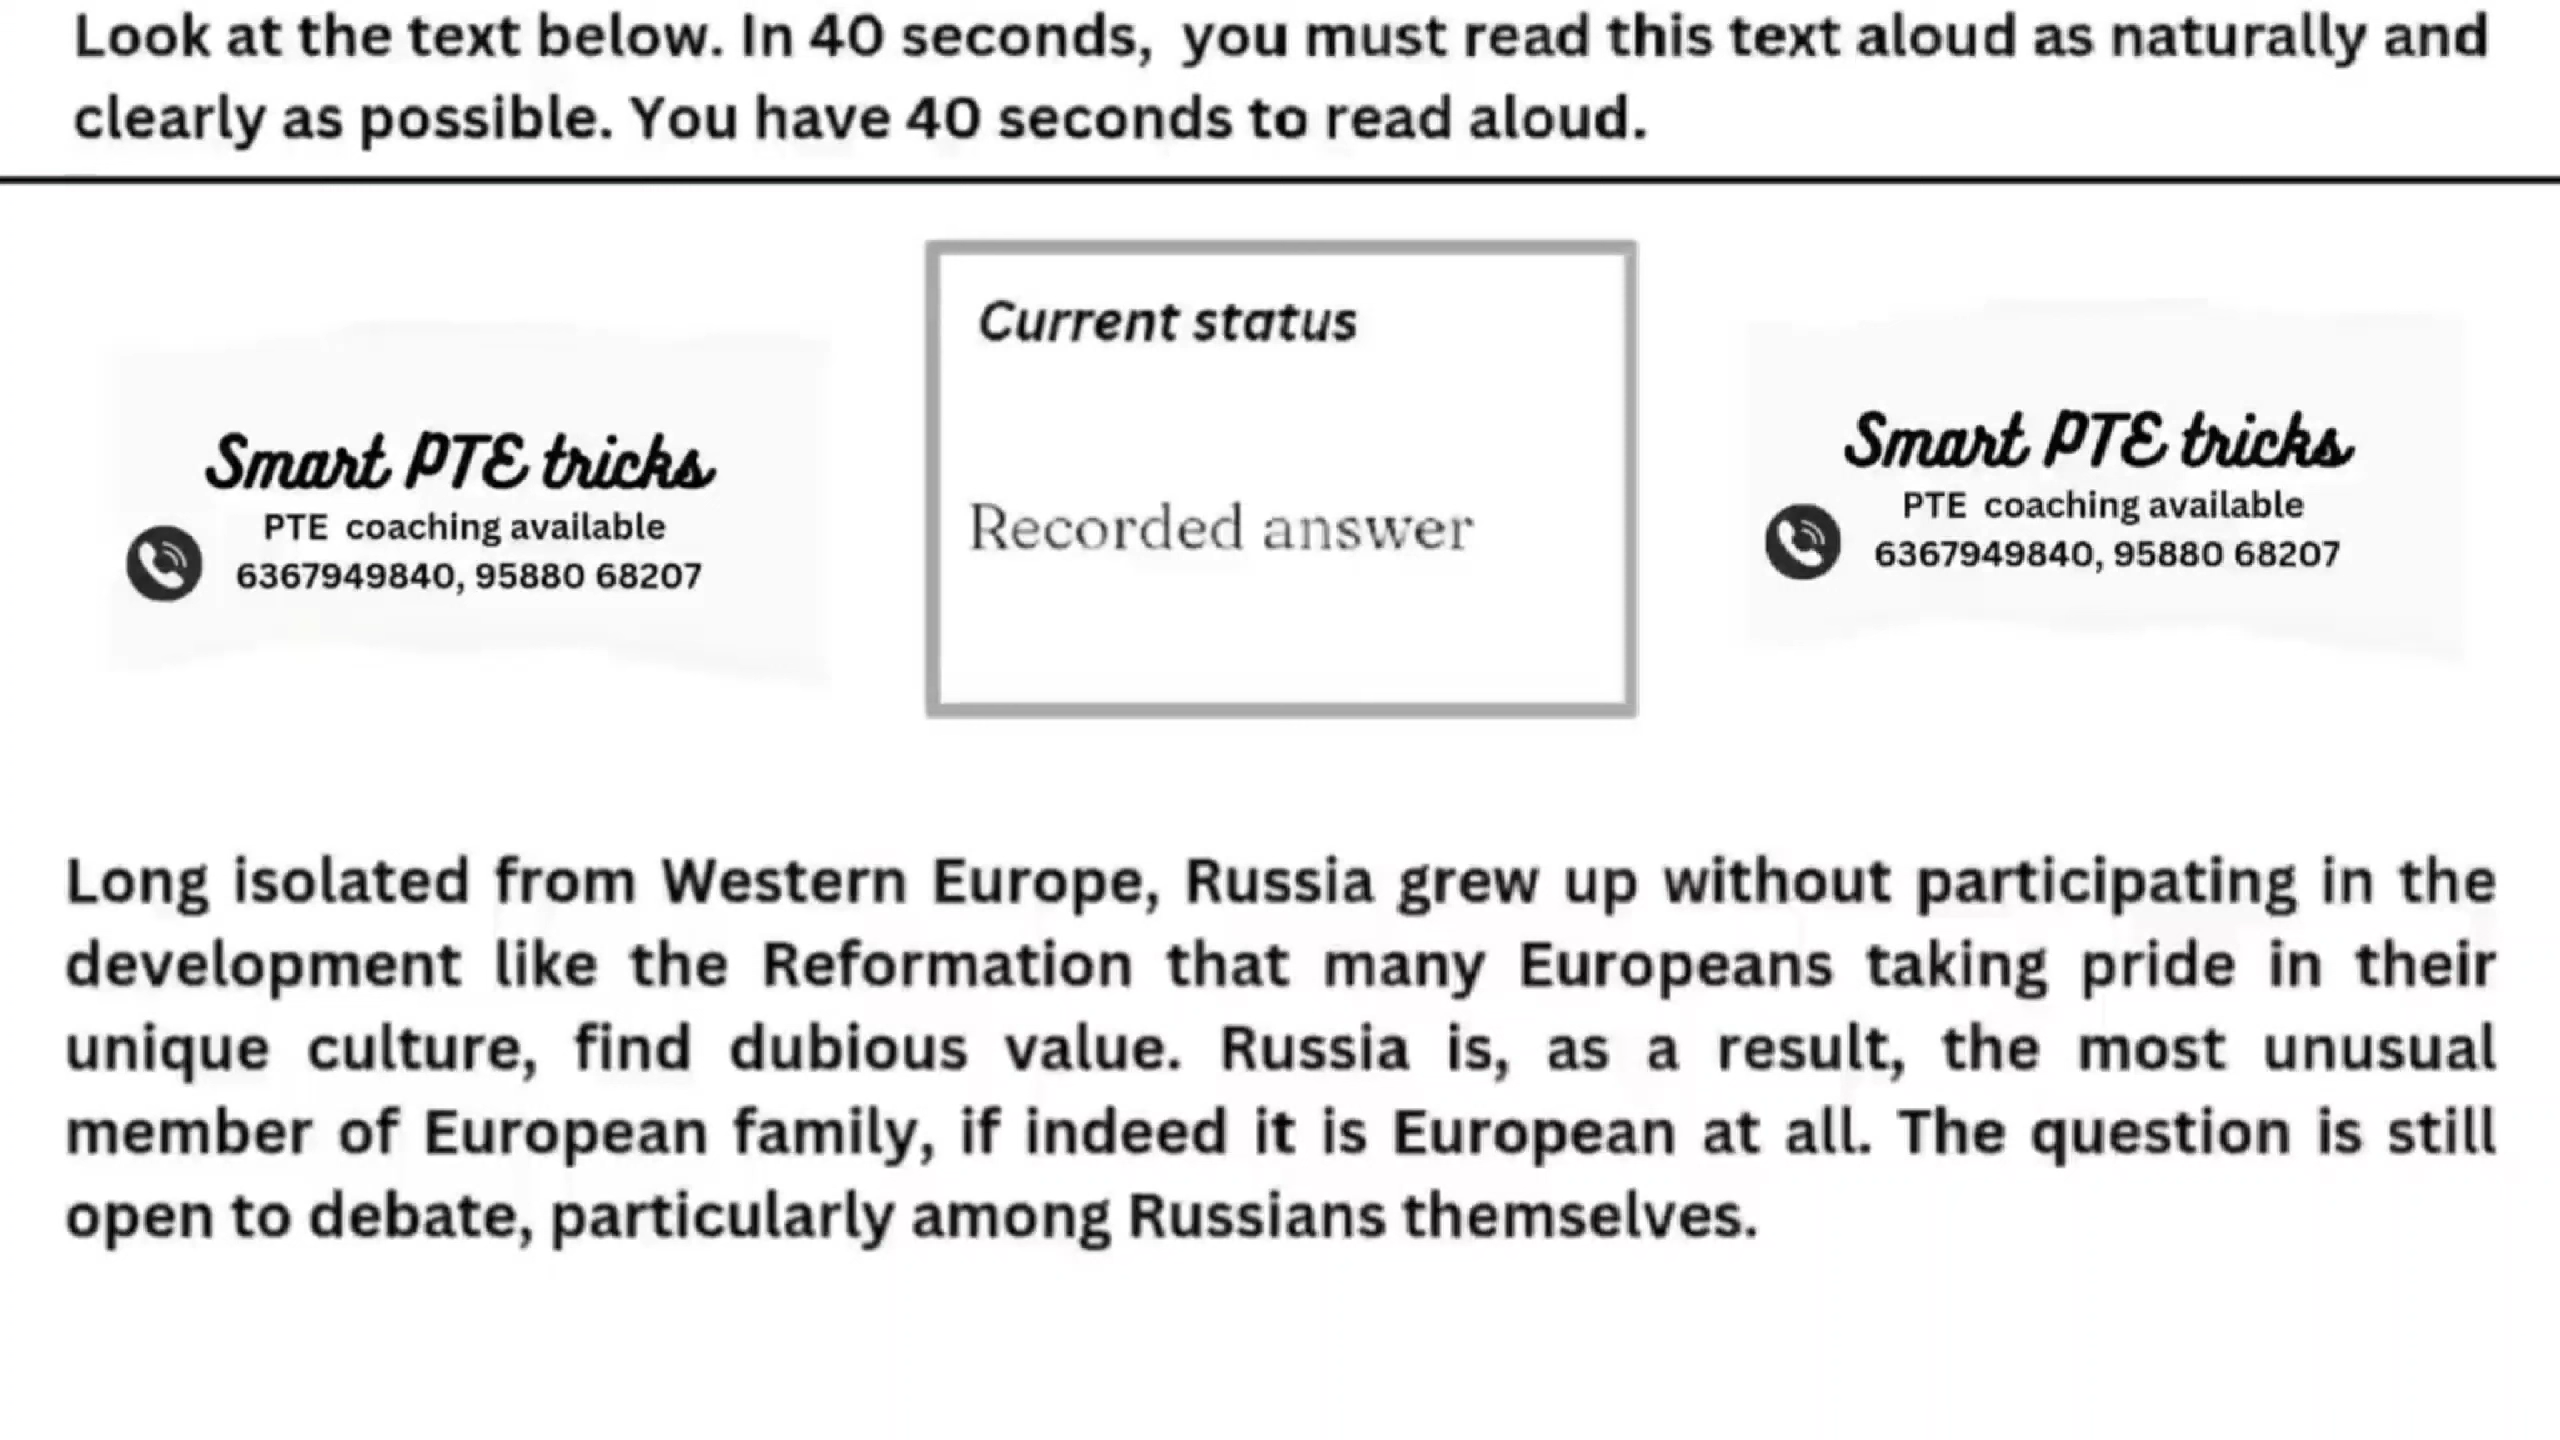 Look at the text below. In 40 seconds, you must read this text aloud as naturally and
clearly as possible. You have 40 seconds to read aloud.
Current status
Recorded answer
Smart PTE tricks
PTE coaching available
6367949840, 95880 68207
Smart PTE tricks
PTE coaching available
6367949840, 95880 68207
Long isolated from Western Europe, Russia grew up without participating in the
development like the Reformation that many Europeans taking pride in their
unique culture, find dubious value. Russia is, as a result, the most unusual
member of European family, if indeed it is European at all. The question is still
open to debate, particularly among Russians themselves.